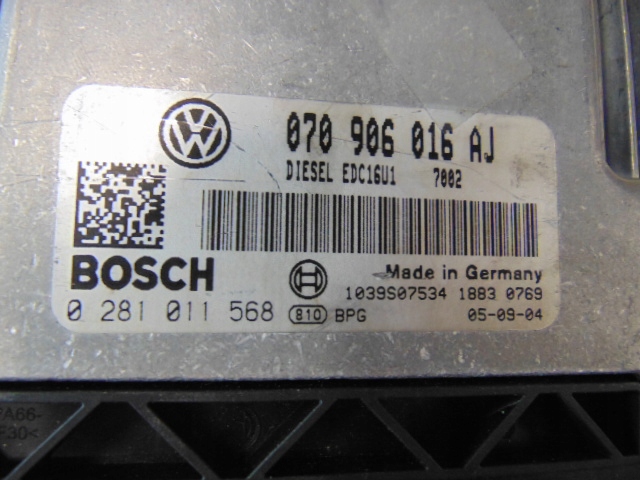 070 906 016 AJ
DIESEL EDC16U1 7002
BOSCH
Made in Germany
1039S07534 1883 0769
0 281 011 568 810 BPG 05-09-04